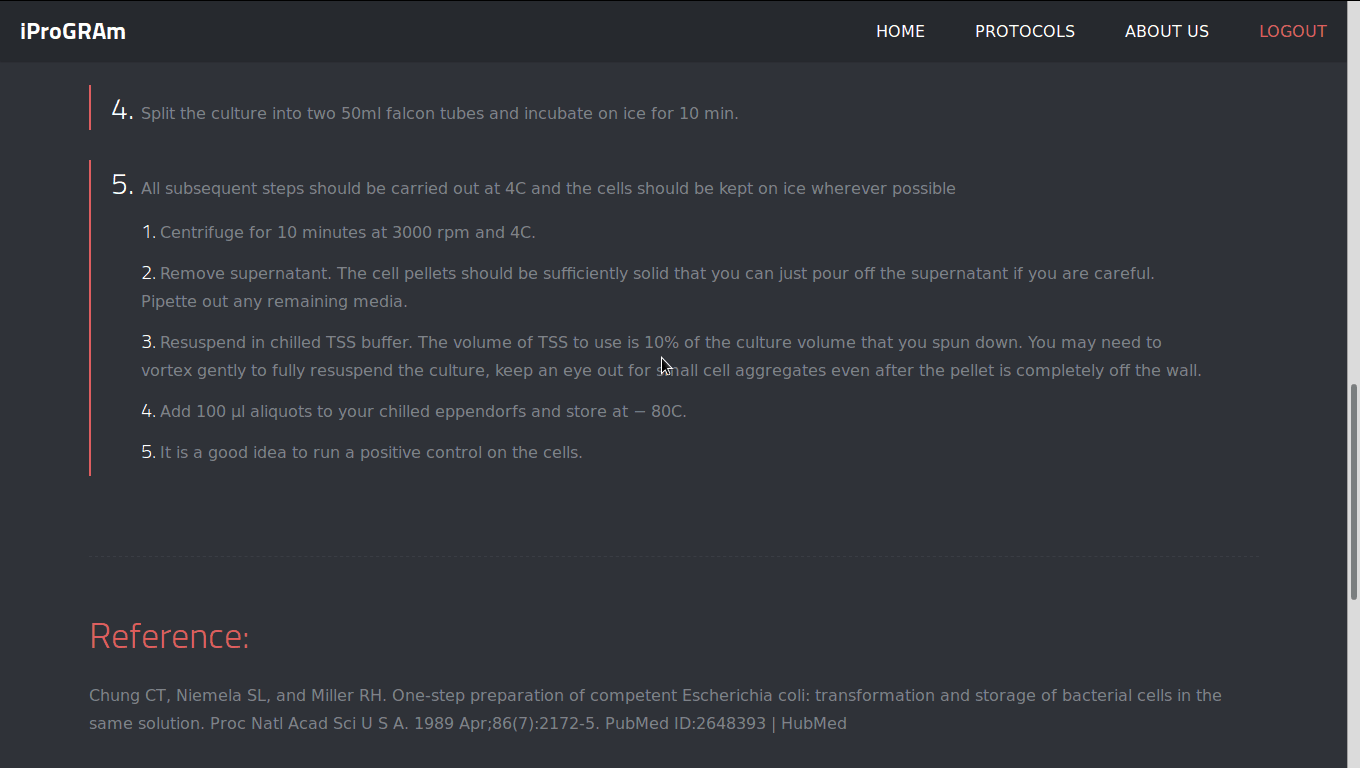 iProGRAm HOME PROTOCOLS ABOUT US LOGOUT
4. Split the culture into two 50ml falcon tubes and incubate on ice for 10 min.
5. All subsequent steps should be carried out at 4C and the cells should be kept on ice wherever possible
1. Centrifuge for 10 minutes at 3000 rpm and 4C.
2. Remove supernatant. The cell pellets should be sufficiently solid that you can just pour off the supernatant if you are careful.
Pipette out any remaining media.
3. Resuspend in chilled TSS buffer. The volume of TSS to use is 10% of the culture volume that you spun down. You may need to
vortex gently to fully resuspend the culture, keep an eye out for small cell aggregates even after the pellet is completely off the wall.
4. Add 100 μl aliquots to your chilled eppendorfs and store at − 80C.
5. It is a good idea to run a positive control on the cells.
Reference:
Chung CT, Niemela SL, and Miller RH. One-step preparation of competent Escherichia coli: transformation and storage of bacterial cells in the
same solution. Proc Natl Acad Sci U S A. 1989 Apr;86(7):2172-5. PubMed ID:2648393 | HubMed